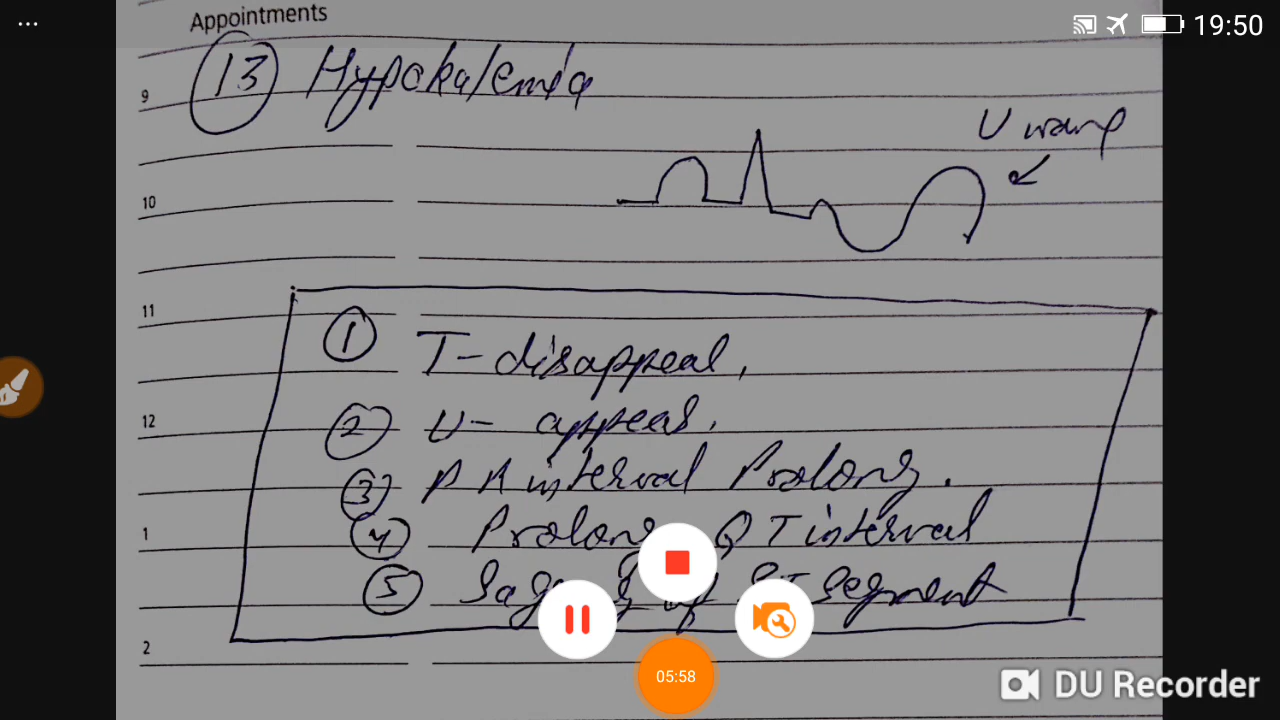 ...
19:50
Appointments
13 Hypokalemia
9
U wave
10
11
1 T- disappear,
12
2 U- appear.
3 PR interval Prolong.
1
4 Prolong QT interval
5 of ST segment
2
05:58
DU Recorder